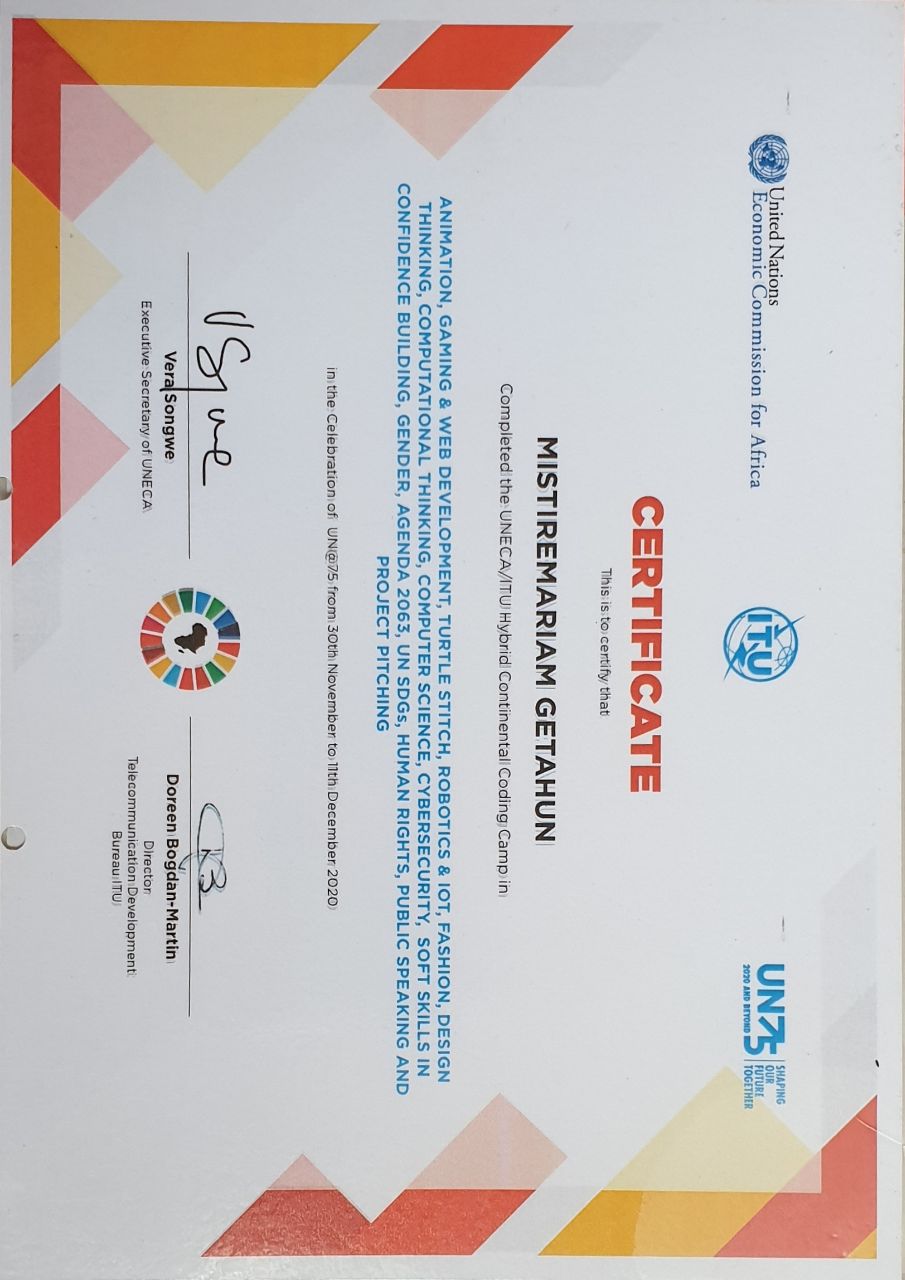 United Nations
Economic Commission for Africa
ITU
UN75
2020 AND BEYOND
SHAPING
OUR
FUTURE
TOGETHER
CERTIFICATE
This is to certify that
MISTIREMARIAM GETAHUN
Completed the UNECA/ITU Hybrid Continental Coding Camp in
ANIMATION, GAMING & WEB DEVELOPMENT, TURTLE STITCH, ROBOTICS & IOT, FASHION, DESIGN
THINKING, COMPUTATIONAL THINKING, COMPUTER SCIENCE, CYBERSECURITY, SOFT SKILLS IN
CONFIDENCE BUILDING, GENDER, AGENDA 2063, UN SDGs, HUMAN RIGHTS, PUBLIC SPEAKING AND
PROJECT PITCHING
in the Celebration of UN@75 from 30th November to 11th December 2020
Vera Songwe
Executive Secretary of UNECA
Doreen Bogdan-Martin
Director
Telecommunication Development
Bureau ITU